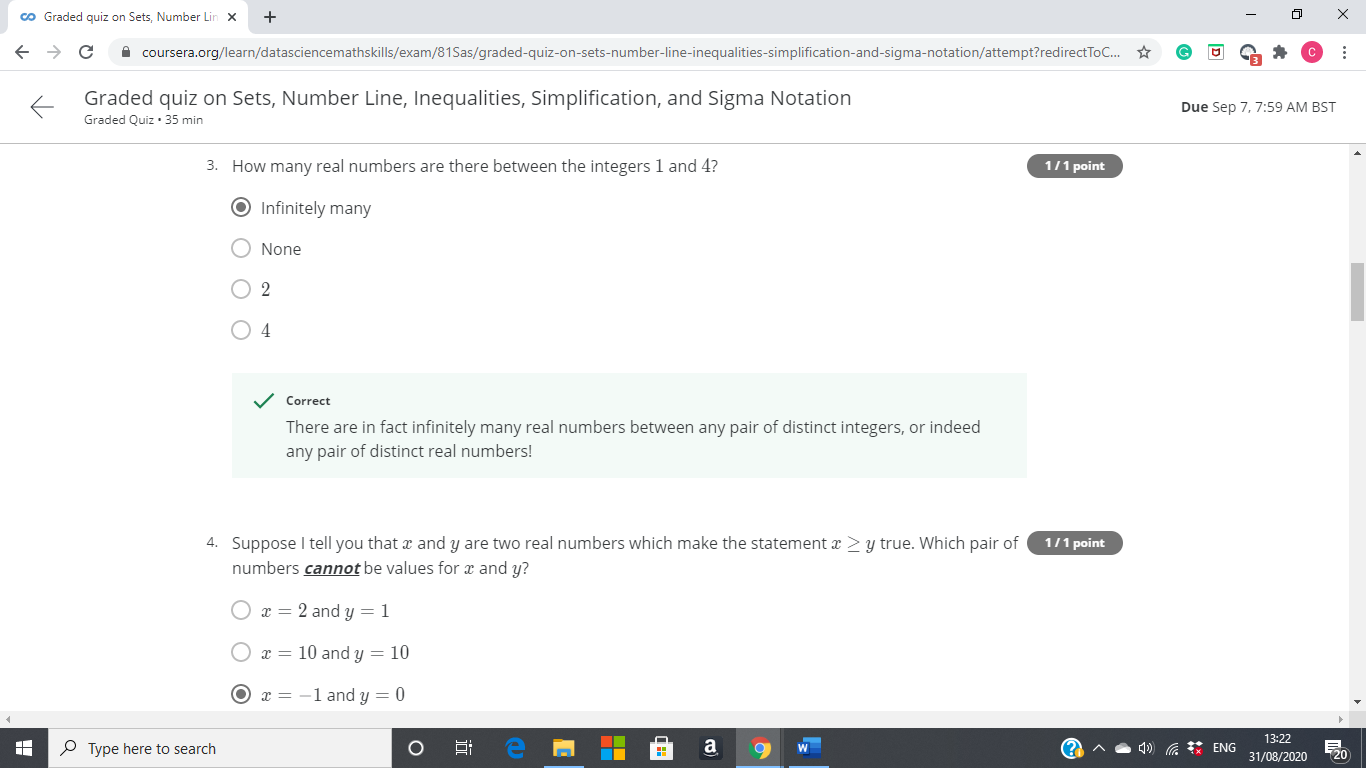 Graded quiz on Sets, Number Lin
coursera.org/learn/datasciencemathskills/exam/81Sas/graded-quiz-on-sets-number-line-inequalities-simplification-and-sigma-notation/attempt?redirectToC...
3
C
Graded quiz on Sets, Number Line, Inequalities, Simplification, and Sigma Notation
Graded Quiz • 35 min
Due Sep 7, 7:59 AM BST
3. How many real numbers are there between the integers 1 and 4?
1 / 1 point
Infinitely many
None
2
4
Correct
There are in fact infinitely many real numbers between any pair of distinct integers, or indeed
any pair of distinct real numbers!
4. Suppose I tell you that x and y are two real numbers which make the statement x ≥ y true. Which pair of
1 / 1 point
numbers cannot be values for x and y?
x = 2 and y = 1
x = 10 and y = 10
x = −1 and y = 0
Type here to search
ENG
13:22
31/08/2020
20